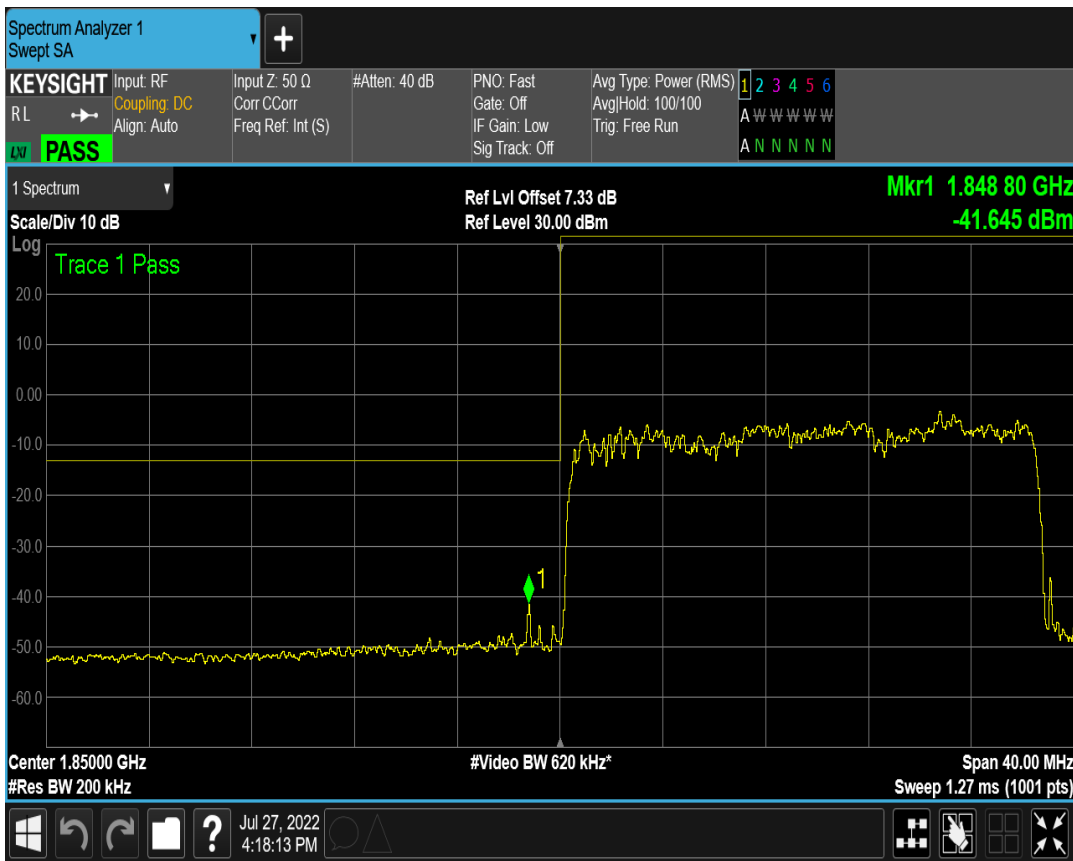 Spectrum Analyzer 1
Swept SA
+
KEYSIGHT
R L
LXI
PASS
Input: RF
Coupling: DC
Align: Auto
Input Z: 50 Ω
Corr CCorr
Freq Ref: Int (S)
#Atten: 40 dB
PNO: Fast
Gate: Off
IF Gain: Low
Sig Track: Off
Avg Type: Power (RMS)
Avg|Hold: 100/100
Trig: Free Run
1 2 3 4 5 6
A W W W W W
A N N N N N
1 Spectrum
Scale/Div 10 dB
Ref Lvl Offset 7.33 dB
Ref Level 30.00 dBm
Mkr1 1.848 80 GHz
-41.645 dBm
Log
Trace 1 Pass
20.0
10.0
0.00
-10.0
-20.0
-30.0
1
-40.0
-50.0
-60.0
Center 1.85000 GHz
#Res BW 200 kHz
#Video BW 620 kHz*
Span 40.00 MHz
Sweep 1.27 ms (1001 pts)
?
Jul 27, 2022
4:18:13 PM